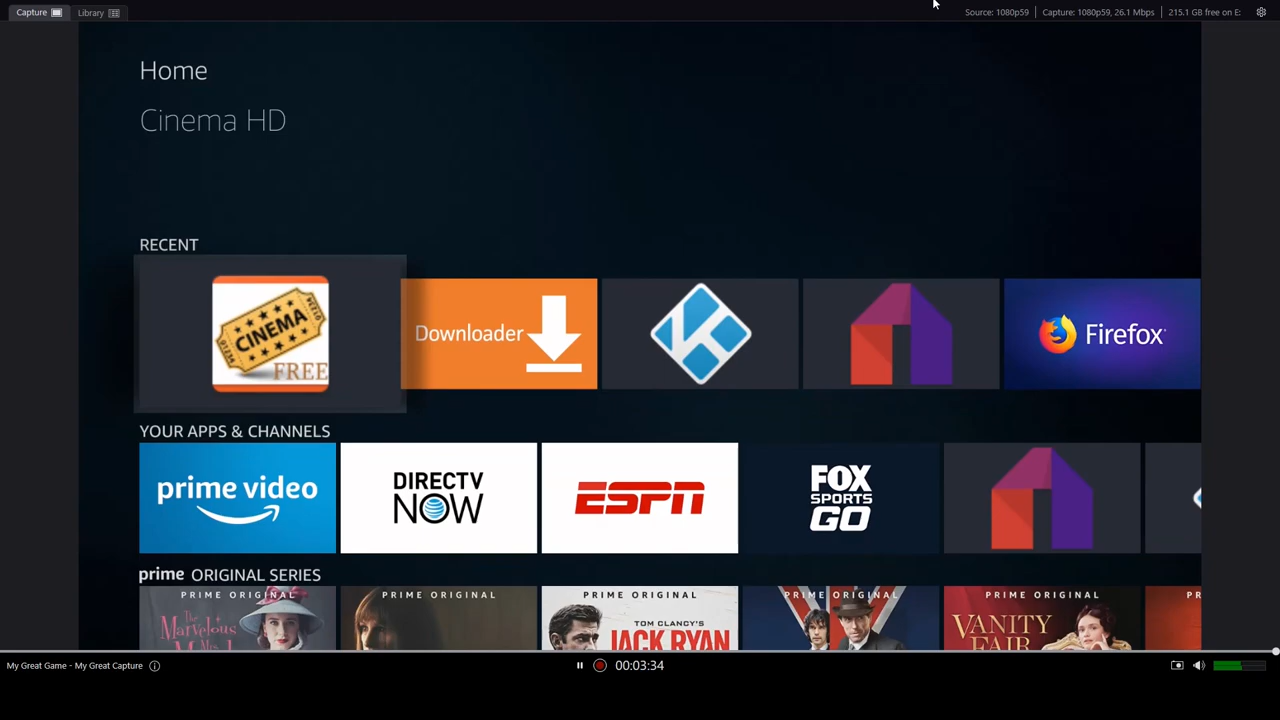 Capture
Library
Source: 1080p59
Capture: 1080p59, 26.1 Mbps
215.1 GB free on E:
Home
Cinema HD
RECENT
CINEMA
FREE
Downloader
Firefox
YOUR APPS & CHANNELS
prime video
DIRECTV
NOW
ESPN
FOX
SPORTS
GO
prime ORIGINAL SERIES
PRIME ORIGINAL
The
Marvelous
PRIME ORIGINAL
PRIME ORIGINAL
TOM CLANCY'S
JACK RYAN
PRIME ORIGINAL
PRIME ORIGINAL
VANITY
FAIR
PR
My Great Game - My Great Capture
00:03:34